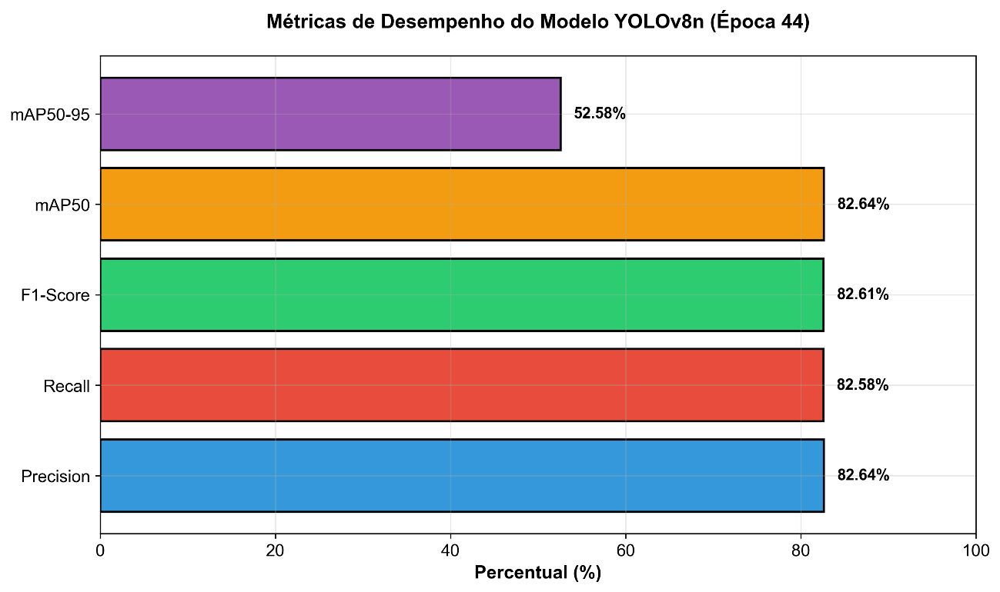 Métricas de Desempenho do Modelo YOLOv8n (Época 44)
mAP50-95
52.58%
mAP50
82.64%
F1-Score
82.61%
Recall
82.58%
Precision
82.64%
0 20 40 60 80 100
Percentual (%)